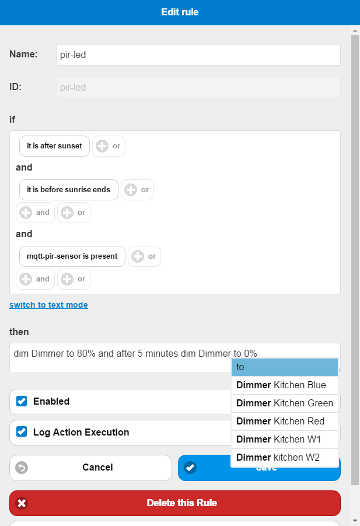 Edit rule
Name: pir-led
ID: pir-led
if
it is after sunset or
and
it is before sunrise ends or
and or
and
mqtt-pir-sensor is present or
and or
switch to text mode
then
dim Dimmer to 80% and after 5 minutes dim Dimmer to 0%
to
Enabled
Dimmer Kitchen Blue
Dimmer Kitchen Green
Dimmer Kitchen Red
Log Action Execution
Dimmer Kitchen W1
Dimmer kitchen W2
Cancel Save
Delete this Rule